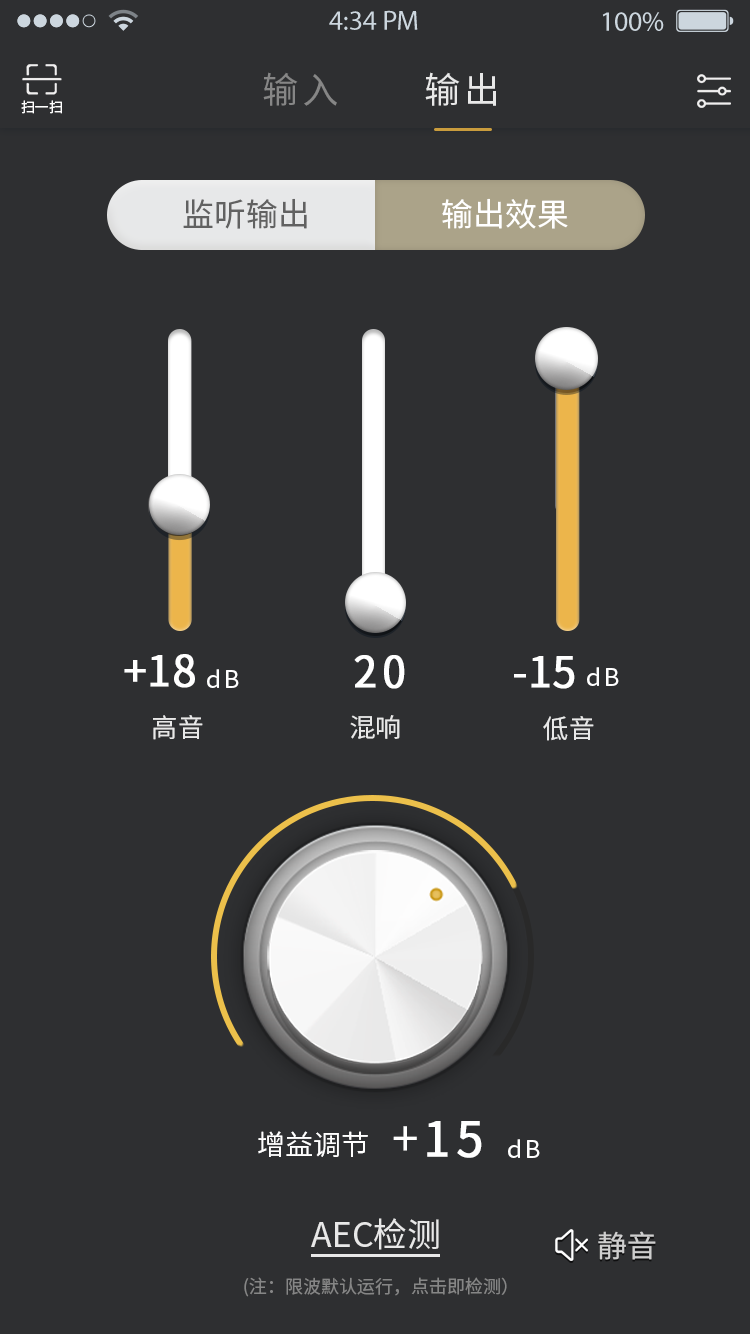 4:34 PM
100%
扫一扫
输入
输出
监听输出
输出效果
+18 dB
20
-15 dB
高音
混响
低音
增益调节 +15 dB
AEC检测
静音
(注：限波默认运行，点击即检测）